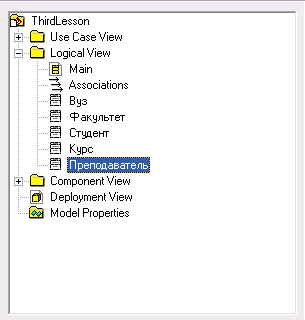 ThirdLesson
Use Case View
Logical View
Main
Associations
Вуз
Факультет
Студент
Курс
Преподаватель
Component View
Deployment View
Model Properties